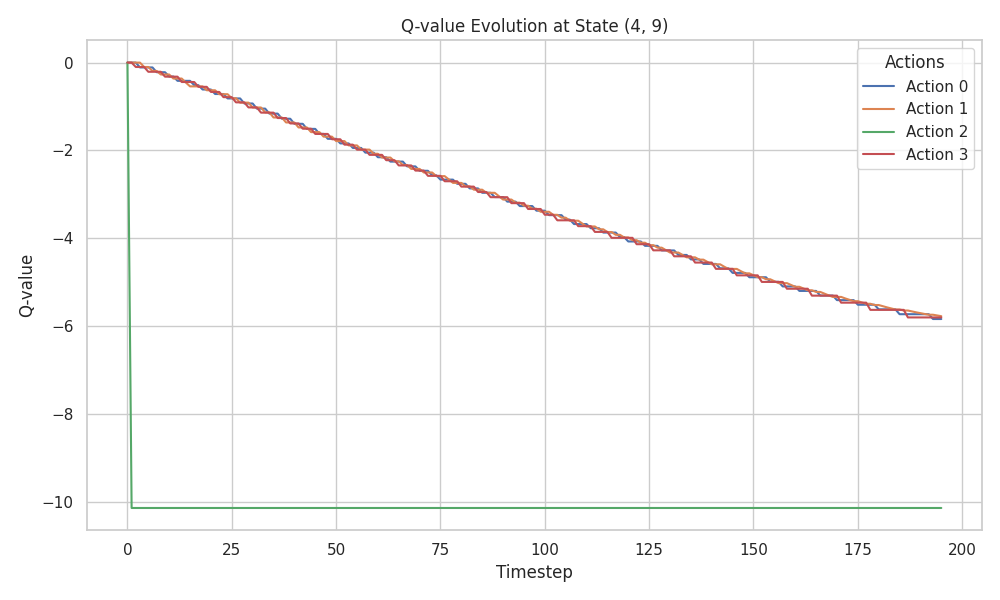 Q-value Evolution at State (4, 9)
Actions
Action 0
Action 1
Action 2
Action 3
Q-value
0
−2
−4
−6
−8
−10
0 25 50 75 100 125 150 175 200
Timestep